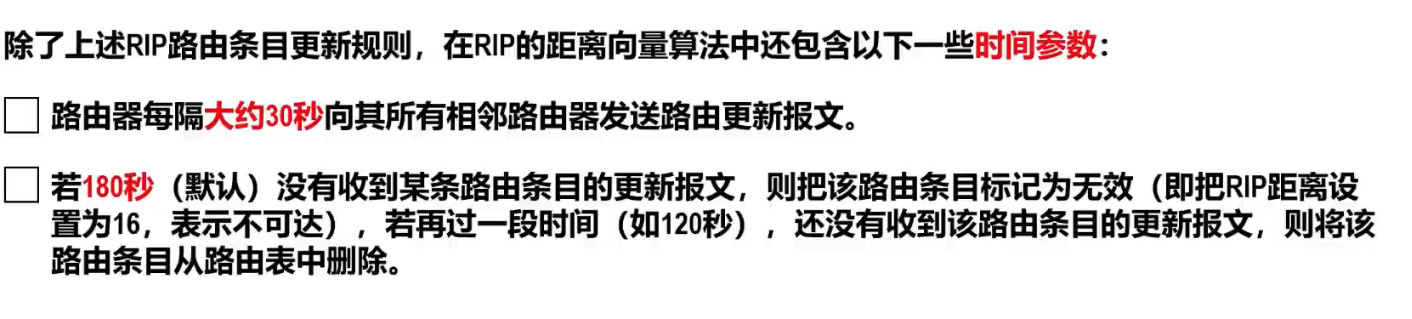 除了上述RIP路由条目更新规则，在RIP的距离向量算法中还包含以下一些时间参数：
路由器每隔大约30秒向其所有相邻路由器发送路由更新报文。
若180秒（默认）没有收到某条路由条目的更新报文，则把该路由条目标记为无效（即把RIP距离设
置为16，表示不可达），若再过一段时间（如120秒），还没有收到该路由条目的更新报文，则将该
路由条目从路由表中删除。